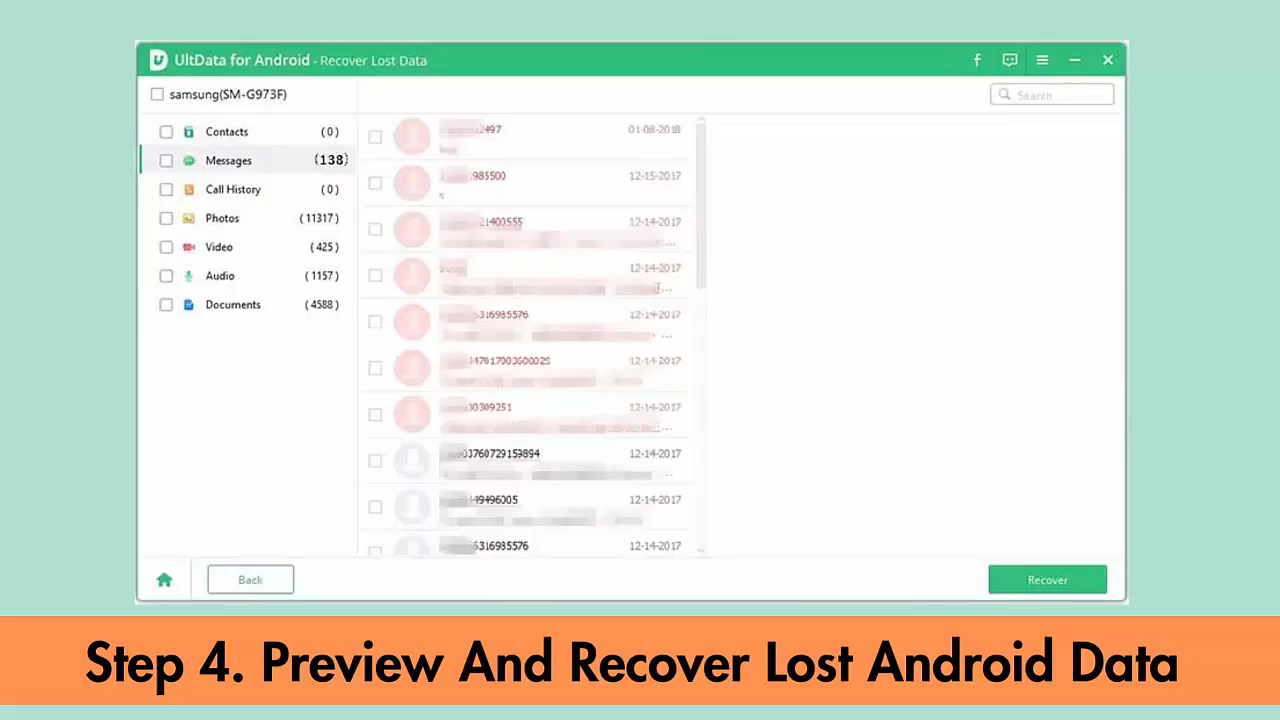 UltData for Android - Recover Lost Data
samsung(SM-G973F)
Search
Contacts (0)
Messages (138)
Call History (0)
Photos (11317)
Video (425)
Audio (1157)
Documents (4588)
2497 01-08-2018
985500 12-15-2017
21400555 12-14-2017
12-14-2017
5316985576 12-14-2017
12-14-2017
30309251 12-14-2017
03760729159894 12-14-2017
49496005 12-14-2017
6316985576 12-14-2017
Back
Recover
Step 4. Preview And Recover Lost Android Data